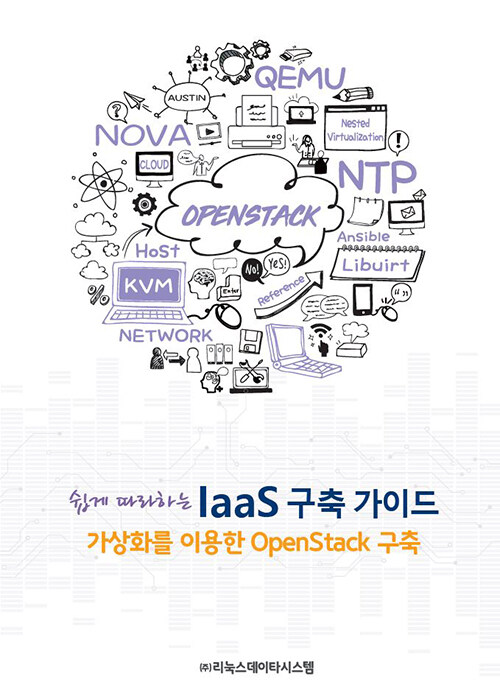 QEMU
AUSTIN
NOVA
Nested
Virtualization
?
!
CLOUD
NTP
OPENSTACK
Ansible
HoSt
Libuirt
No!
Yes!
KVM
Enter
Reference
NETWORK
쉽게 따라하는 IaaS 구축 가이드
가상화를 이용한 OpenStack 구축
㈜리눅스데이타시스템